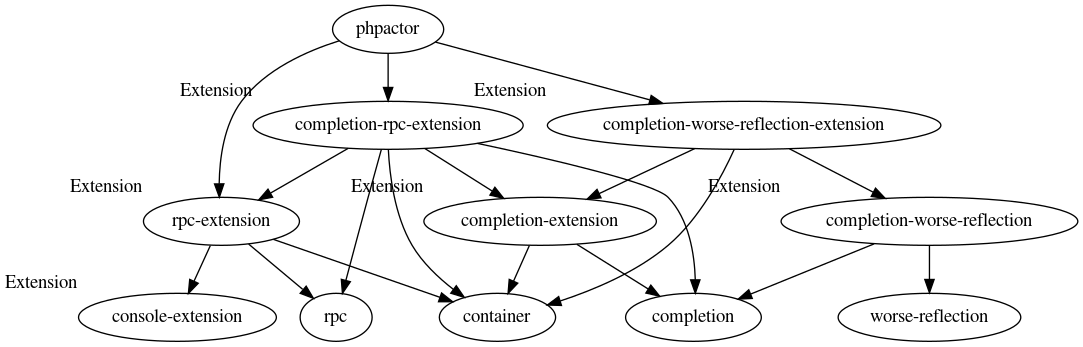 phpactor
Extension
Extension
completion-rpc-extension
completion-worse-reflection-extension
Extension
Extension
Extension
rpc-extension
completion-extension
completion-worse-reflection
Extension
console-extension
rpc
container
completion
worse-reflection